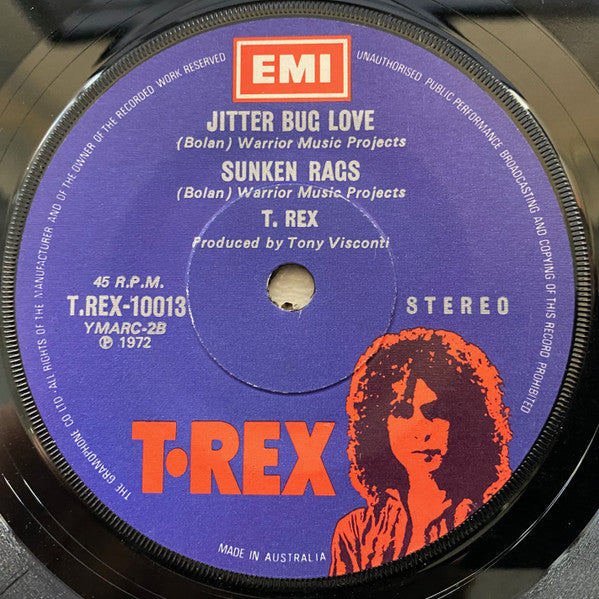 THE GRAMOPHONE CO LTD· ALL RIGHTS OF THE MANUFACTURER AND OF THE OWNER OF THE RECORDED WORK RESERVED
EMI
UNAUTHORISED PUBLIC PERFORMANCE BROADCASTING AND COPYING OF THIS RECORD PROHIBITED
JITTER BUG LOVE
(Bolan) Warrior Music Projects
SUNKEN RAGS
(Bolan) Warrior Music Projects
T. REX
Produced by Tony Visconti
45 R.P.M.
T.REX-10013
YMARC-2B
℗ 1972
STEREO
T·REX
MADE IN AUSTRALIA